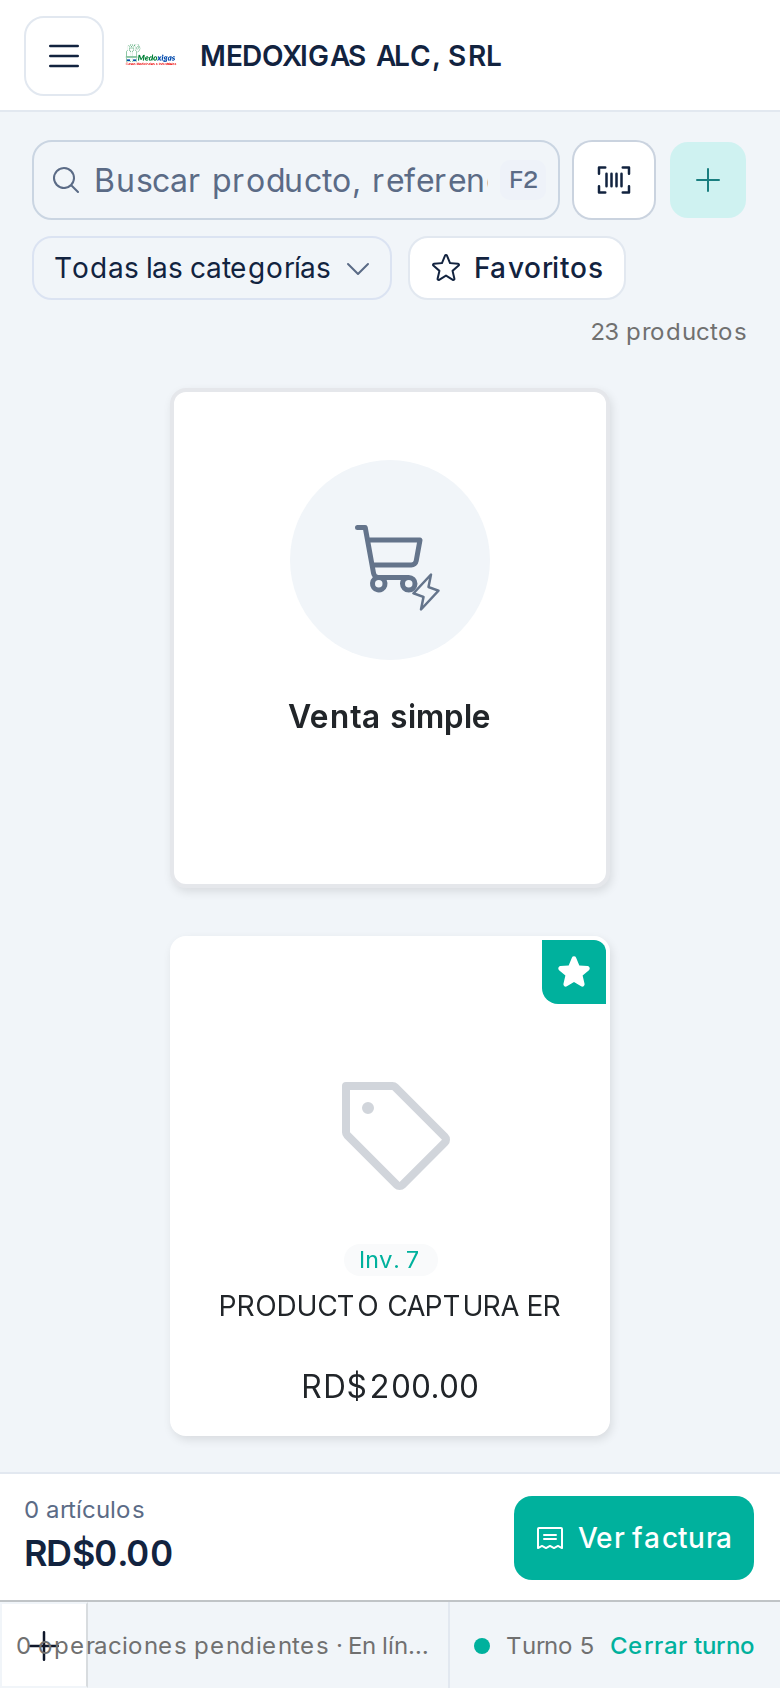 Medoxigas
MEDOXIGAS ALC, SRL
Buscar producto, referen
F2
Todas las categorías
Favoritos
23 productos
Venta simple
Inv. 7
PRODUCTO CAPTURA ER
RD$200.00
0 artículos
RD$0.00
Ver factura
0 operaciones pendientes · En lín...
Turno 5
Cerrar turno